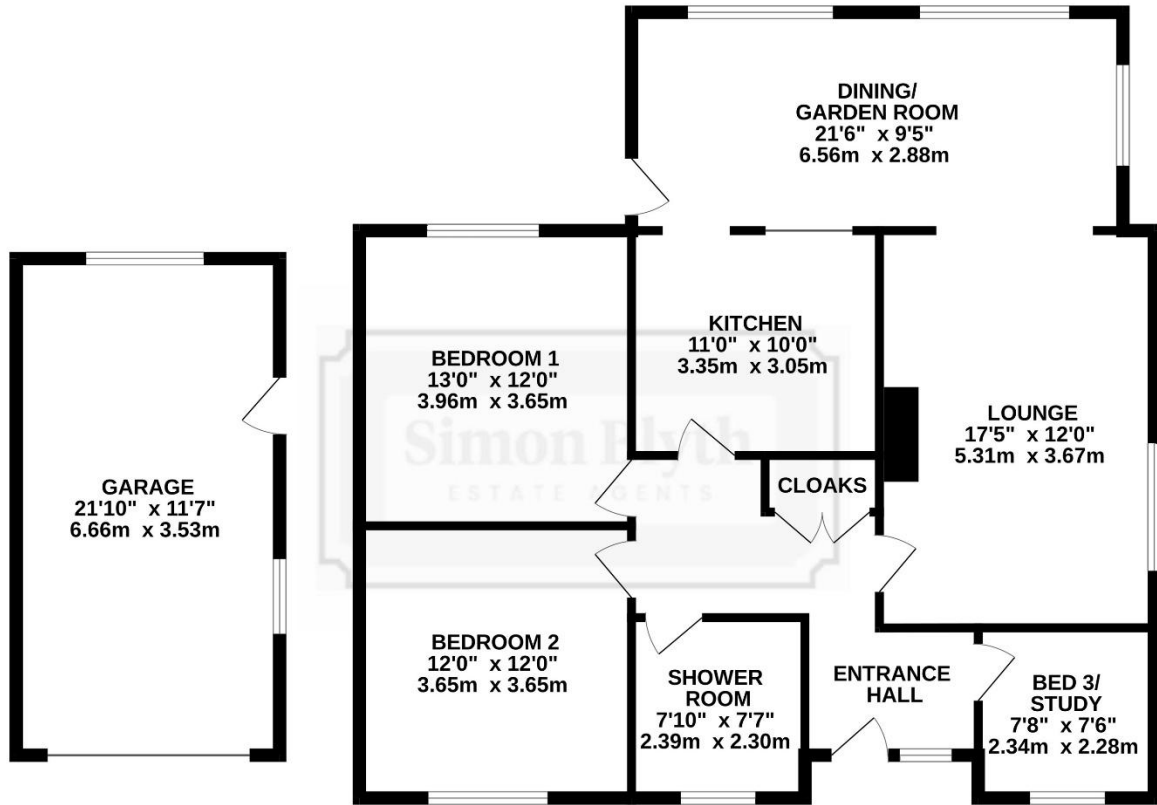 DINING/
GARDEN ROOM
21'6" x 9'5"
6.56m x 2.88m
KITCHEN
11'0" x 10'0"
3.35m x 3.05m
BEDROOM 1
13'0" x 12'0"
3.96m x 3.65m
LOUNGE
17'5" x 12'0"
5.31m x 3.67m
GARAGE
21'10" x 11'7"
6.66m x 3.53m
CLOAKS
BEDROOM 2
12'0" x 12'0"
3.65m x 3.65m
SHOWER
ROOM
7'10" x 7'7"
2.39m x 2.30m
ENTRANCE
HALL
BED 3/
STUDY
7'8" x 7'6"
2.34m x 2.28m
Simon Blyth
ESTATE AGENTS